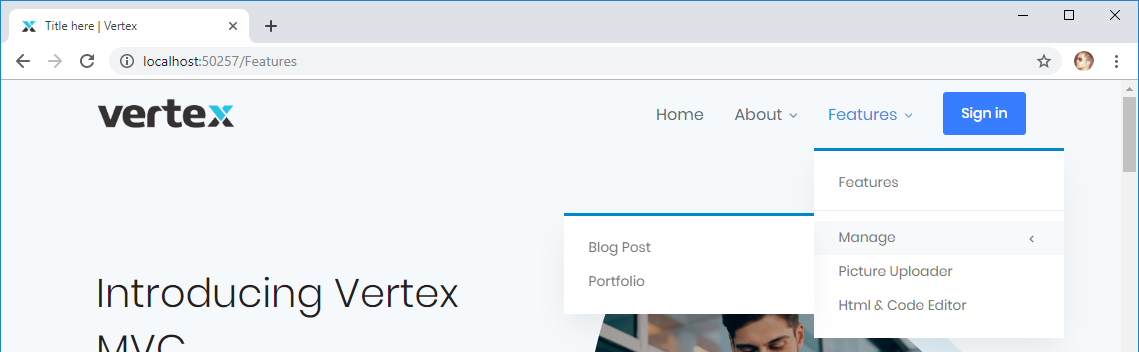 Title here | Vertex
localhost:50257/Features
vertex
Home About Features Sign in
Features
Manage
Picture Uploader
Html & Code Editor
Blog Post
Portfolio
Introducing Vertex
MVC